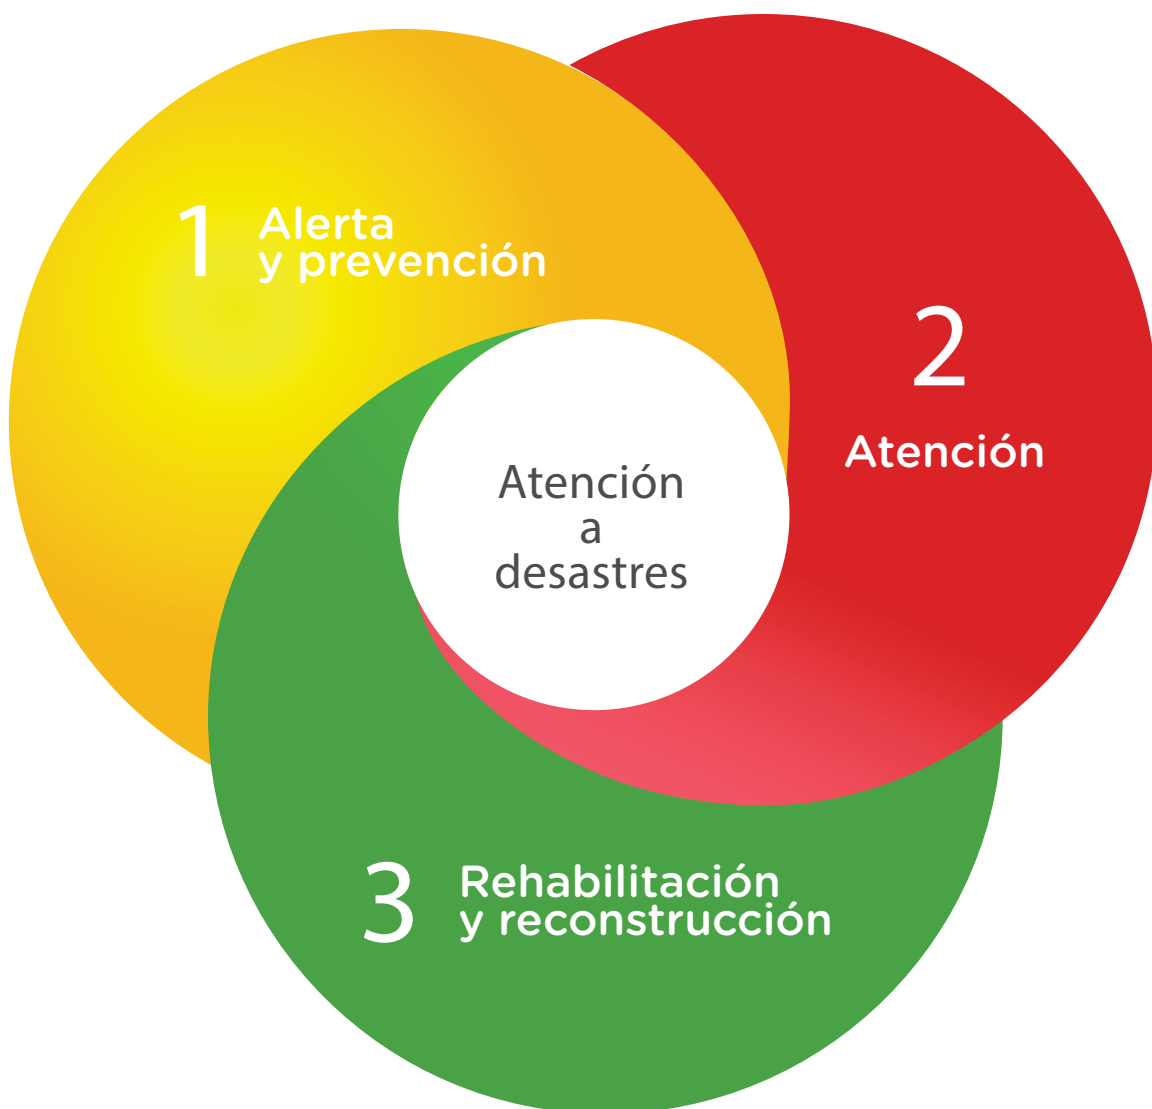 1
Alerta
y prevención
2
Atención
Atención
a
desastres
3
Rehabilitación
y reconstrucción